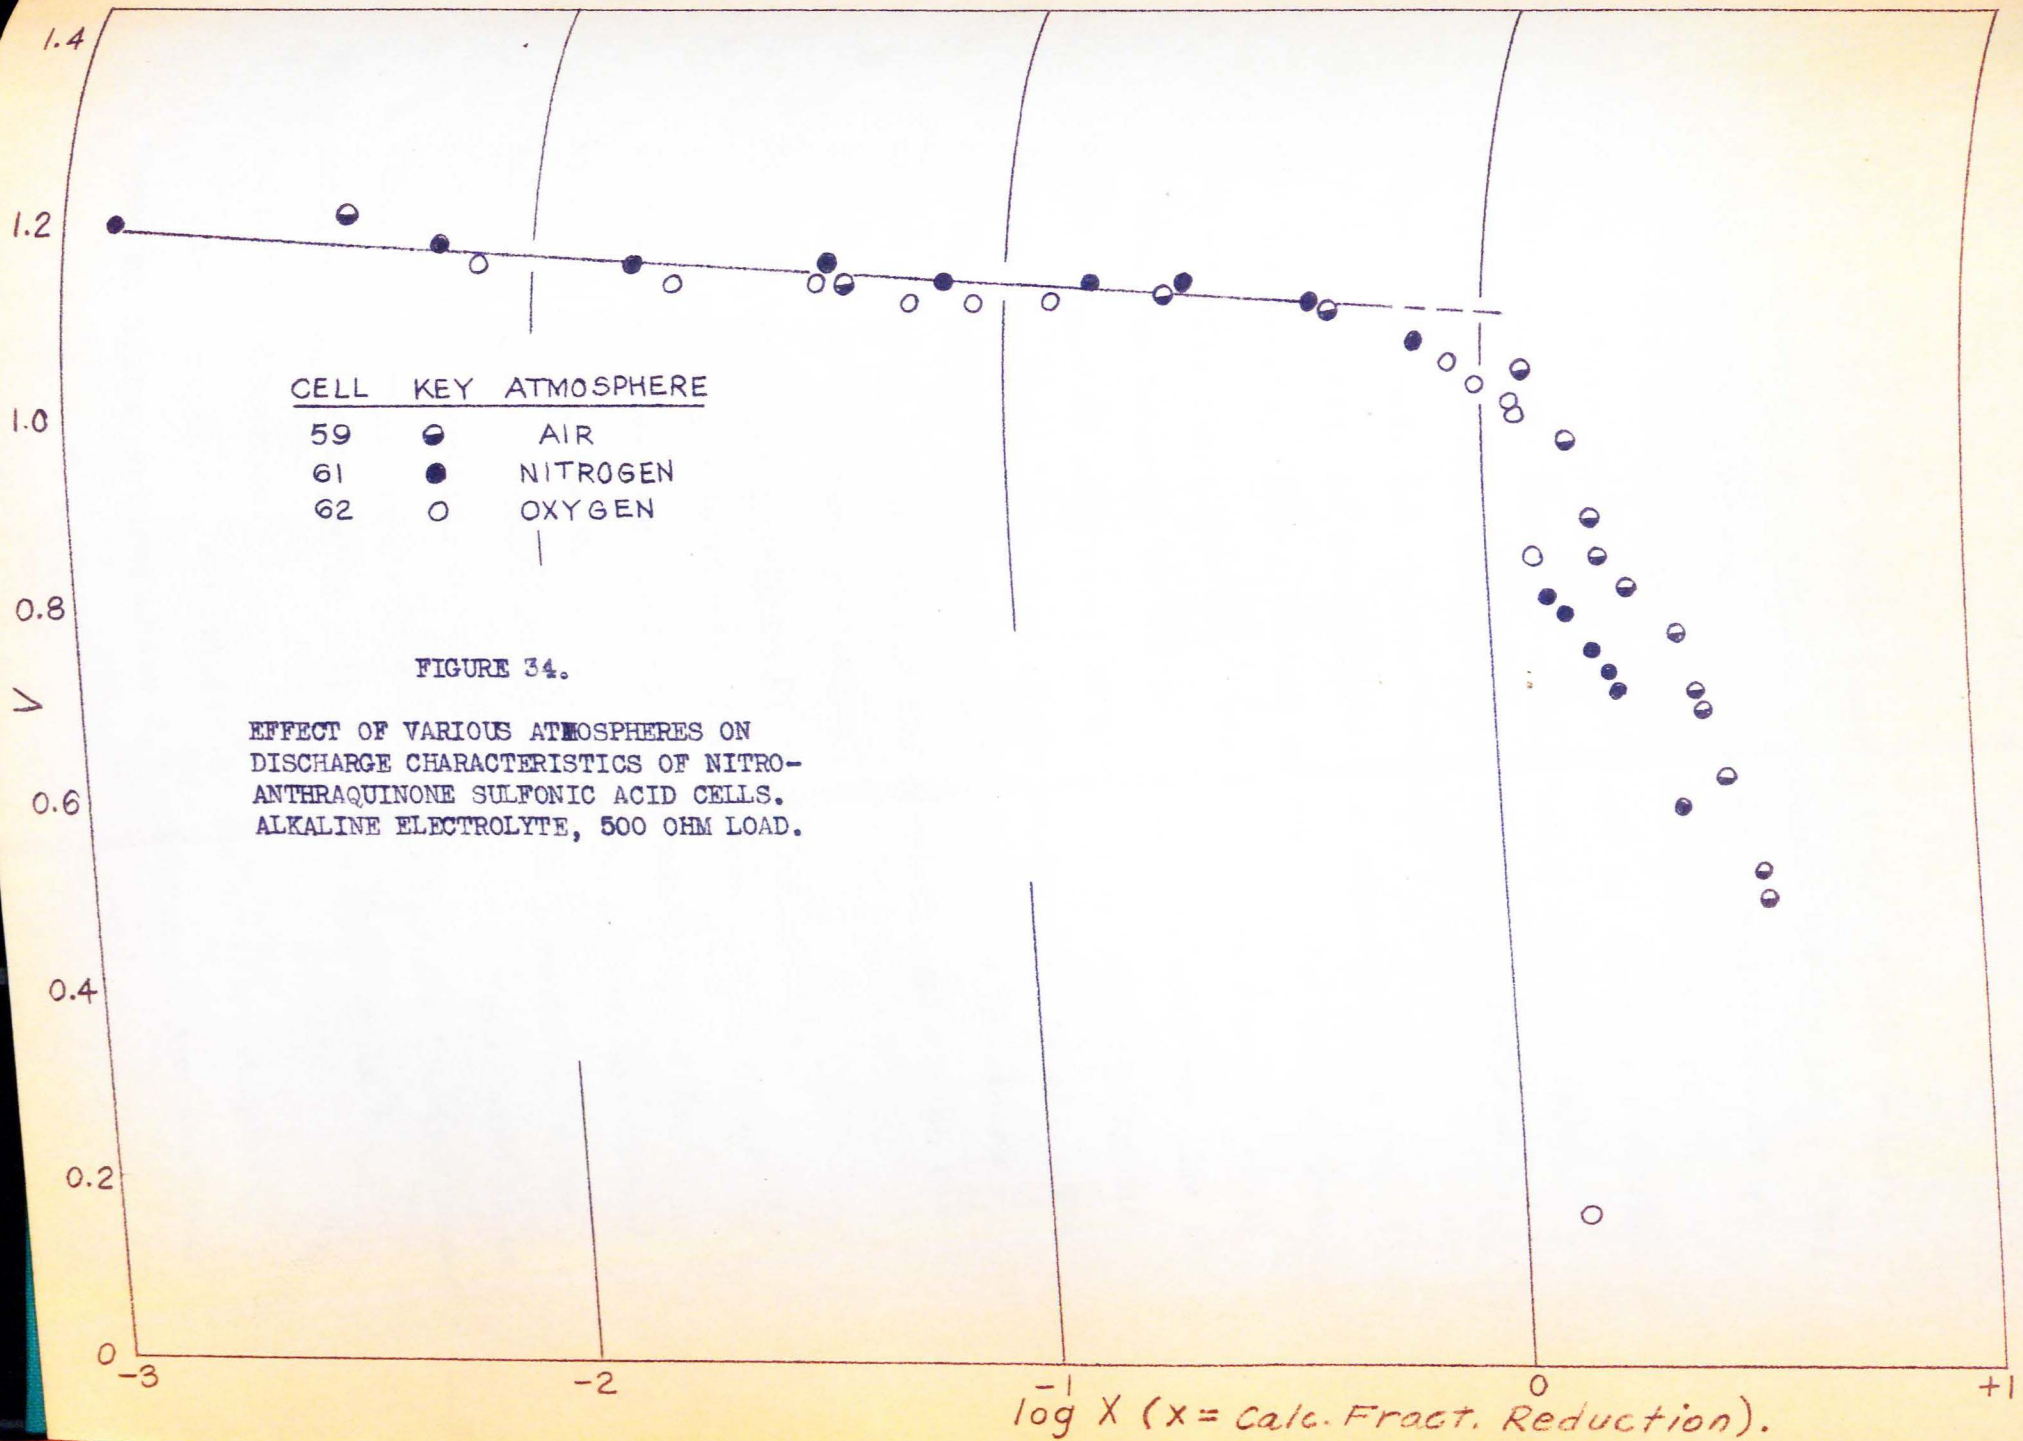 1.4
1.2
1.0
0.8
V
0.6
0.4
0.2
0
CELL KEY ATMOSPHERE
59 AIR
61 NITROGEN
62 OXYGEN
FIGURE 34.
EFFECT OF VARIOUS ATMOSPHERES ON
DISCHARGE CHARACTERISTICS OF NITRO-
ANTHRAQUINONE SULFONIC ACID CELLS.
ALKALINE ELECTROLYTE, 500 OHM LOAD.
-3 -2 -1 0 +1
log X (x = Calc. Fract. Reduction).